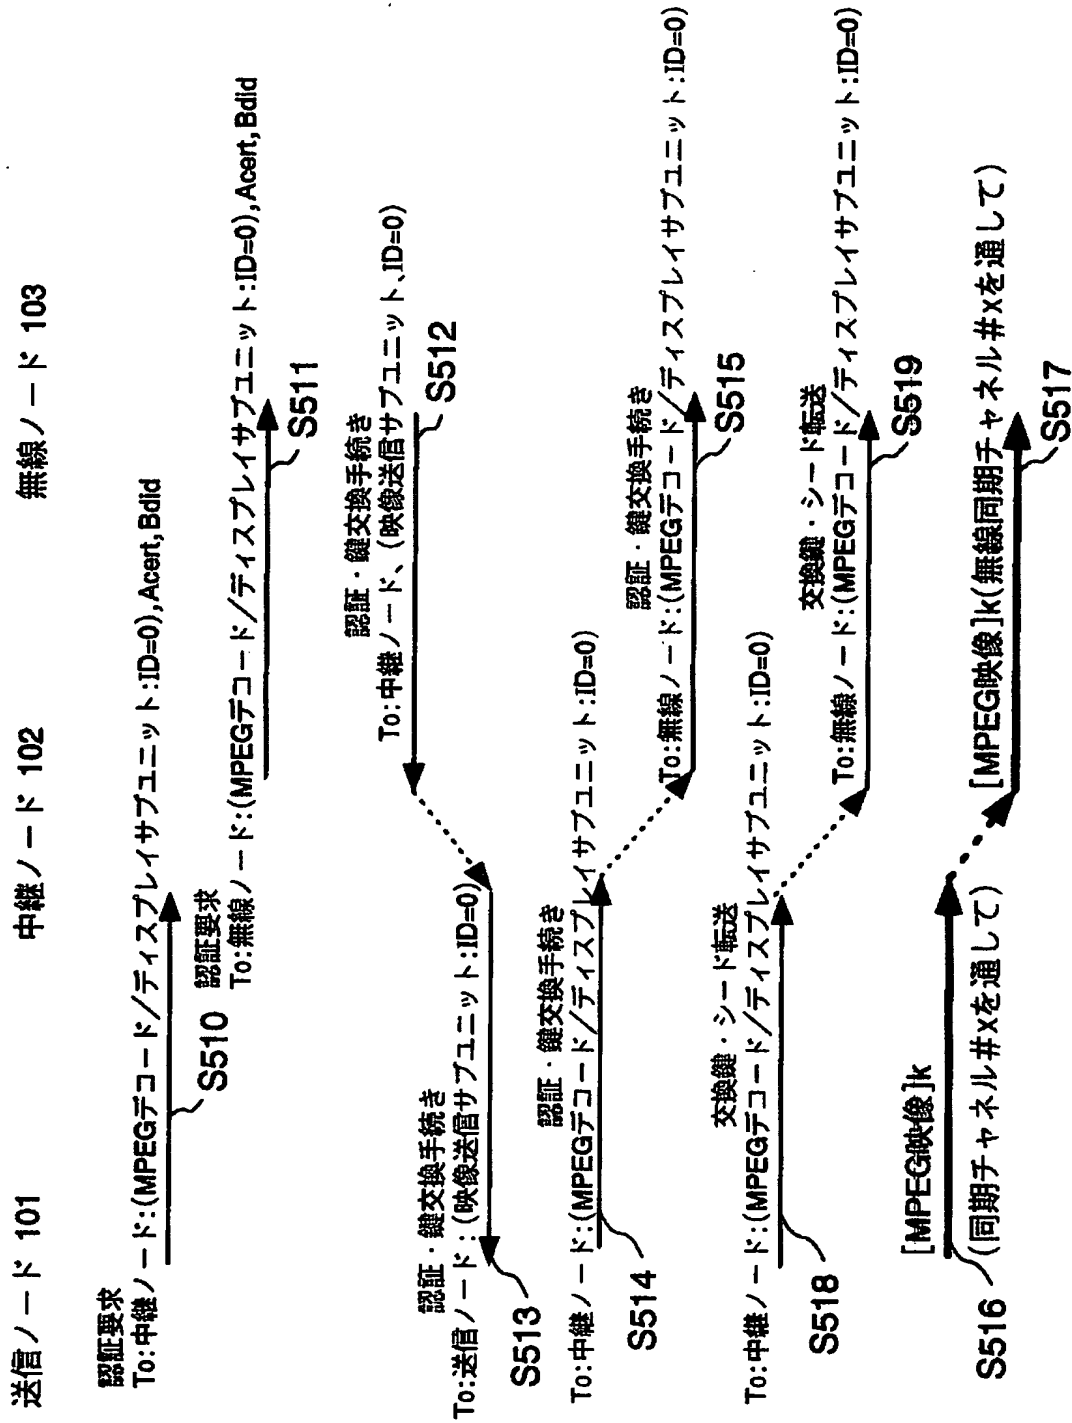 送信ノード 101
中継ノード 102
無線ノード 103
認証要求
To:中継ノード:(MPEGデコード/ディスプレイサブユニット:ID=0),Acert,Bdid
S510
認証要求
To:無線ノード:(MPEGデコード/ディスプレイサブユニット:ID=0),Acert,Bdid
S511
認証・鍵交換手続き
To:中継ノード、(映像送信サブユニット、ID=0)
S512
認証・鍵交換手続き
To:送信ノード:(映像送信サブユニット:ID=0)
S513
認証・鍵交換手続き
To:中継ノード:(MPEGデコード/ディスプレイサブユニット:ID=0)
S514
認証・鍵交換手続き
To:無線ノード:(MPEGデコード/ディスプレイサブユニット:ID=0)
S515
交換鍵・シード転送
To:中継ノード:(MPEGデコード/ディスプレイサブユニット:ID=0)
S518
交換鍵・シード転送
To:無線ノード:(MPEGデコード/ディスプレイサブユニット:ID=0)
S519
[MPEG映像]k
(同期チャネル#xを通して)
S516
[MPEG映像]k(無線同期チャネル#xを通して)
S517